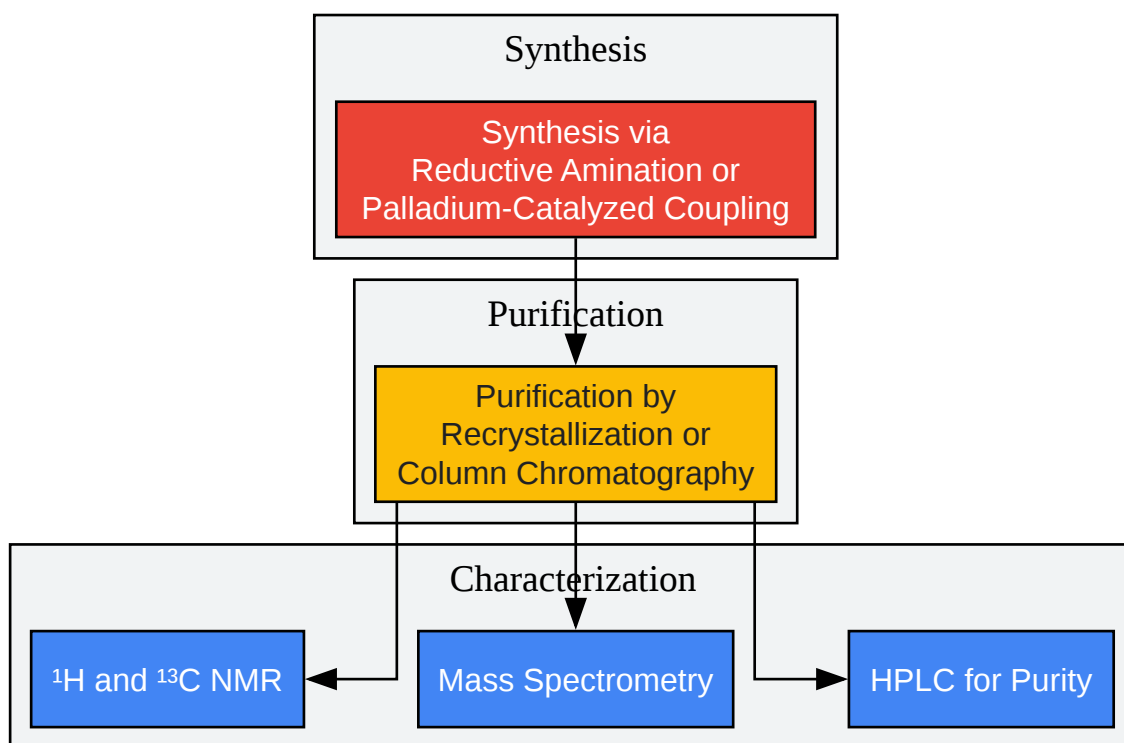 Synthesis
Synthesis via
Reductive Amination or
Palladium-Catalyzed Coupling
Purification
Purification by
Recrystallization or
Column Chromatography
Characterization
¹H and ¹³C NMR
Mass Spectrometry
HPLC for Purity